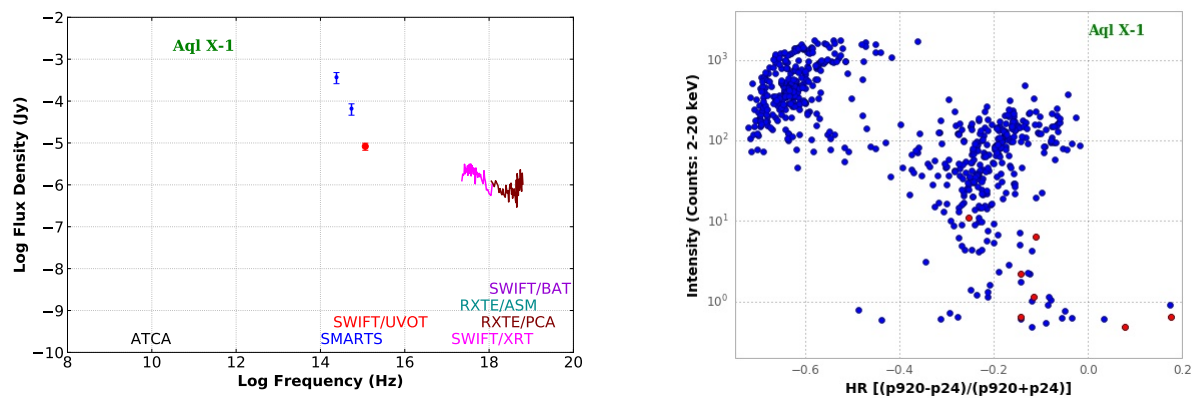 Aql X-1
Log Flux Density (Jy)
−2
−3
−4
−5
−6
−7
−8
−9
−10
SWIFT/BAT
RXTE/ASM
SWIFT/UVOT RXTE/PCA
ATCA SMARTS SWIFT/XRT
8 10 12 14 16 18 20
Log Frequency (Hz)
Aql X-1
Intensity (Counts: 2-20 keV)
10³
10²
10¹
10⁰
−0.6 −0.4 −0.2 0.0 0.2
HR [(p920-p24)/(p920+p24)]